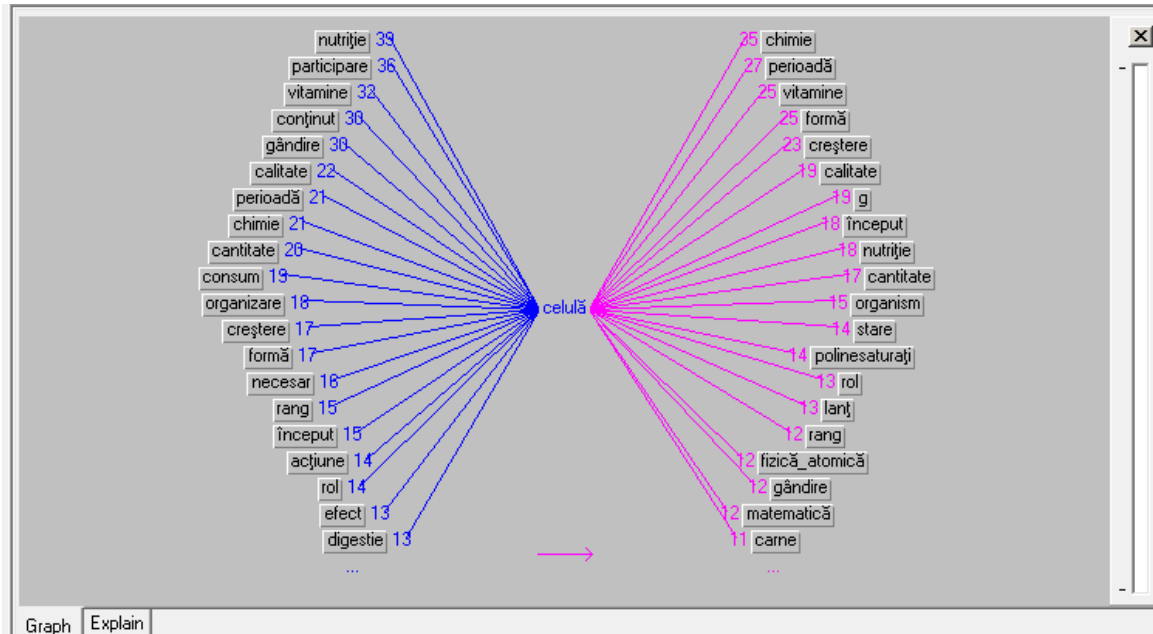 nutriţie 39 35 chimie
participare 36 27 perioadă
vitamine 32 25 vitamine
conţinut 30 25 formă
gândire 30 23 creştere
calitate 22 19 calitate
perioadă 21 19 g
chimie 21 18 început
cantitate 20 18 nutriţie
consum 19 17 cantitate
organizare 18 15 organism
celulă
creştere 17 14 stare
formă 17 14 polinesaturaţi
necesar 16 13 rol
rang 15 13 lanţ
început 15 12 rang
acţiune 14 12 fizică_atomică
rol 14 12 gândire
efect 13 12 matematică
digestie 13 11 carne
... ...
Graph Explain